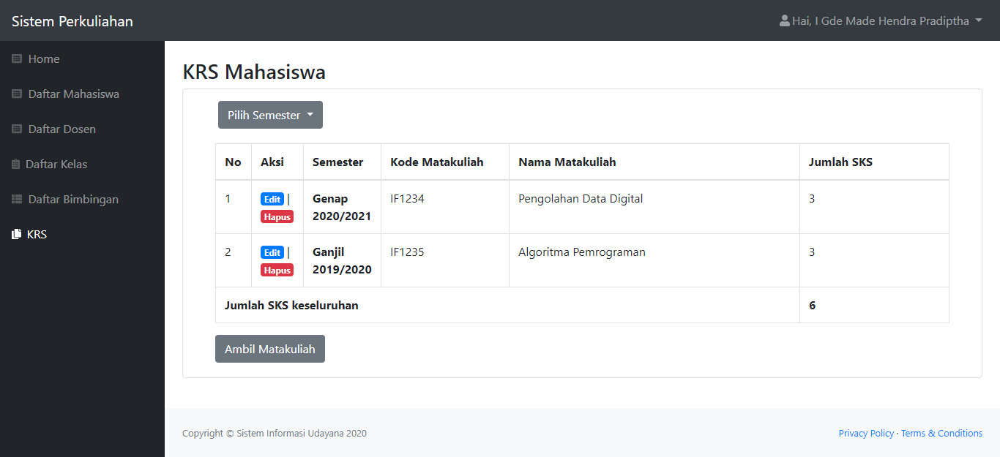 Sistem Perkuliahan
Hai, I Gde Made Hendra Pradiptha
Home
Daftar Mahasiswa
Daftar Dosen
Daftar Kelas
Daftar Bimbingan
KRS
KRS Mahasiswa
Pilih Semester
No Aksi Semester Kode Matakuliah Nama Matakuliah Jumlah SKS
1 Edit | Genap IF1234 Pengolahan Data Digital 3
Hapus 2020/2021
2 Edit | Ganjil IF1235 Algoritma Pemrograman 3
Hapus 2019/2020
Jumlah SKS keseluruhan 6
Ambil Matakuliah
Copyright © Sistem Informasi Udayana 2020
Privacy Policy · Terms & Conditions